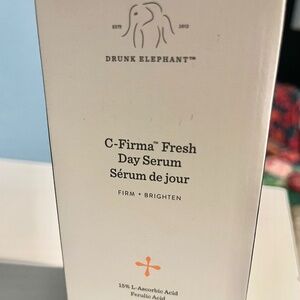 ESTD 2012
DRUNK ELEPHANT™
C-Firma™ Fresh
Day Serum
Sérum de jour
FIRM + BRIGHTEN
15% L-Ascorbic Acid
Ferulic Acid